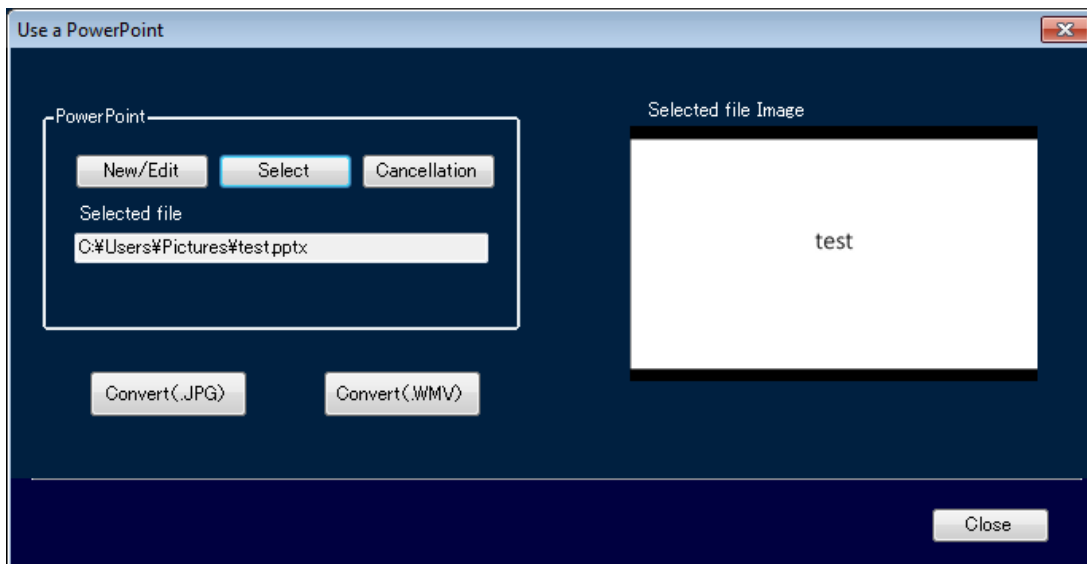 Use a PowerPoint
PowerPoint
New/Edit
Select
Cancellation
Selected file
C:¥Users¥Pictures¥test.pptx
Convert(.JPG)
Convert(.WMV)
Selected file Image
test
Close